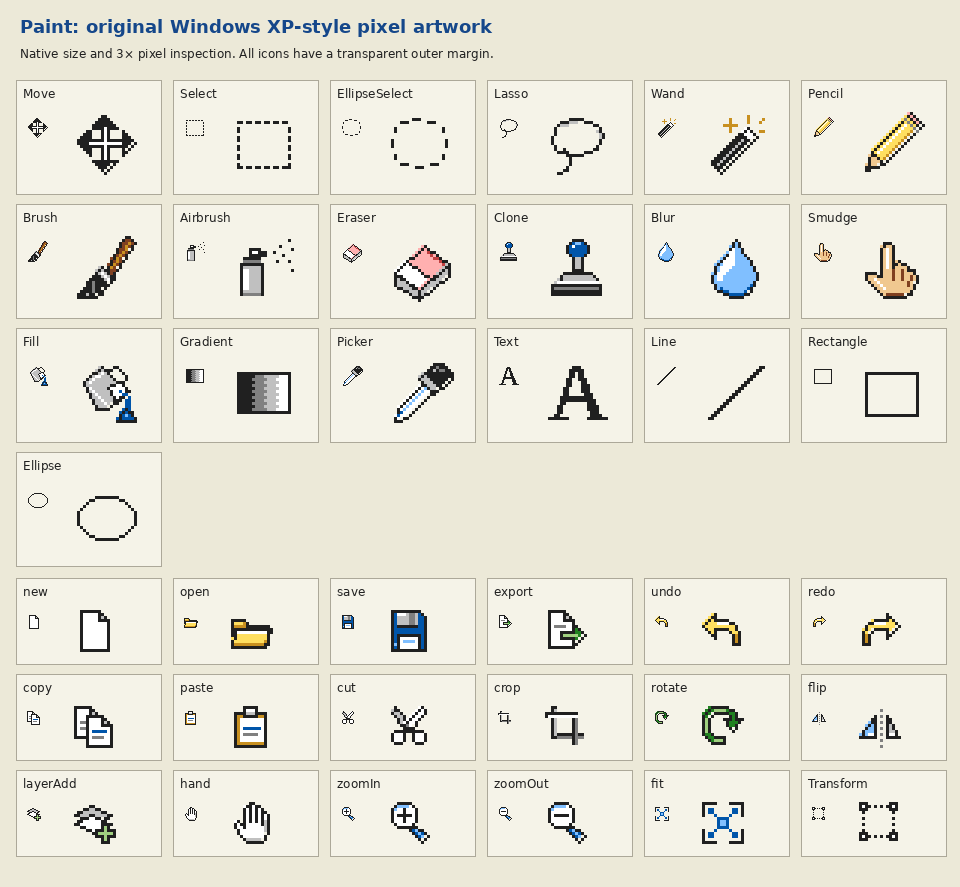 Paint: original Windows XP-style pixel artwork
Native size and 3× pixel inspection. All icons have a transparent outer margin.
Move Select EllipseSelect Lasso Wand Pencil
Brush Airbrush Eraser Clone Blur Smudge
Fill Gradient Picker Text Line Rectangle
Ellipse
new open save export undo redo
copy paste cut crop rotate flip
layerAdd hand zoomIn zoomOut fit Transform